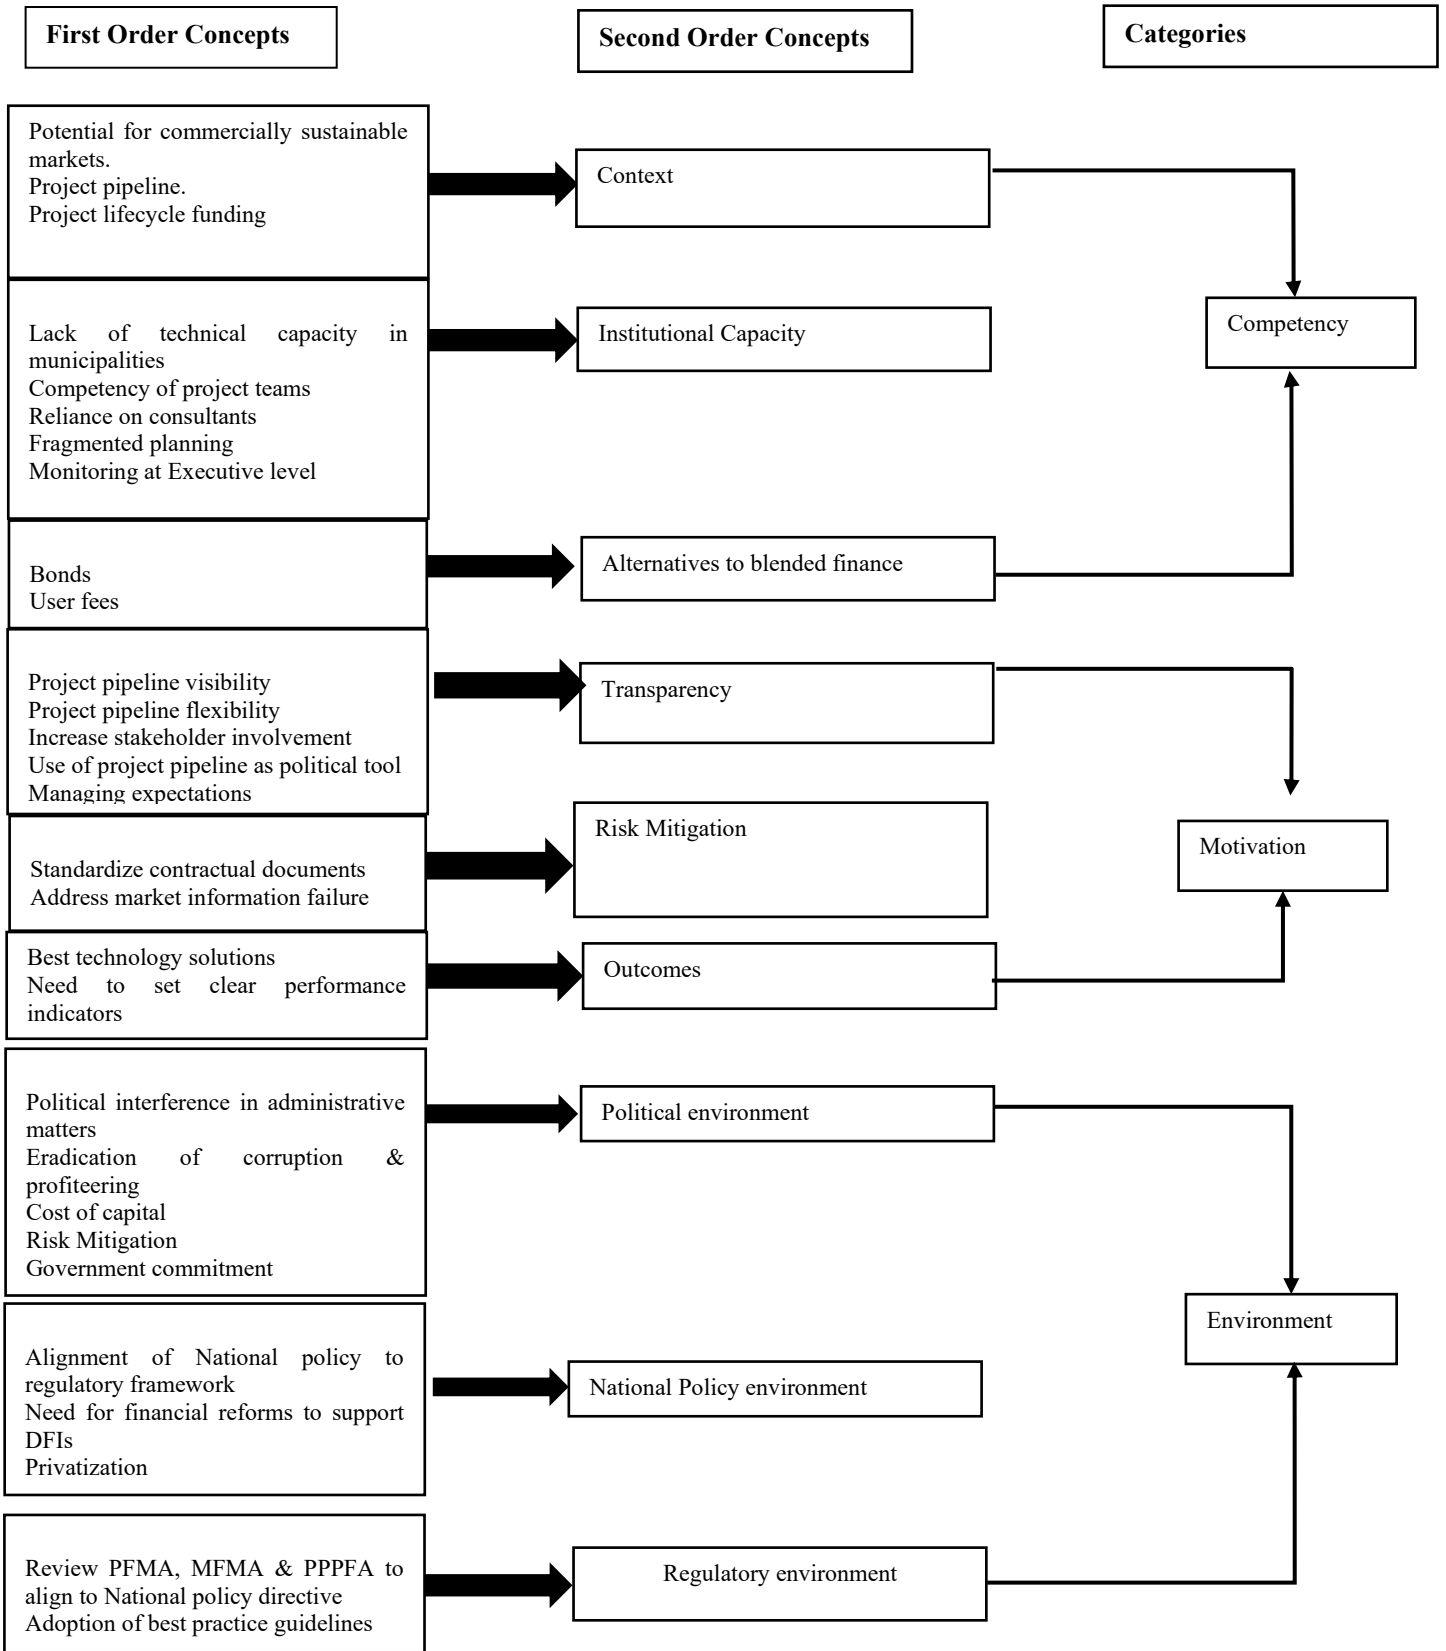 First Order Concepts
Second Order Concepts
Categories
Potential for commercially sustainable
markets.
Project pipeline.
Project lifecycle funding
Context
Lack of technical capacity in
municipalities
Competency of project teams
Reliance on consultants
Fragmented planning
Monitoring at Executive level
Institutional Capacity
Competency
Bonds
User fees
Alternatives to blended finance
Project pipeline visibility
Project pipeline flexibility
Increase stakeholder involvement
Use of project pipeline as political tool
Managing expectations
Transparency
Standardize contractual documents
Address market information failure
Risk Mitigation
Motivation
Best technology solutions
Need to set clear performance
indicators
Outcomes
Political interference in administrative
matters
Eradication of corruption &
profiteering
Cost of capital
Risk Mitigation
Government commitment
Political environment
Environment
Alignment of National policy to
regulatory framework
Need for financial reforms to support
DFIs
Privatization
National Policy environment
Review PFMA, MFMA & PPPFA to
align to National policy directive
Adoption of best practice guidelines
Regulatory environment